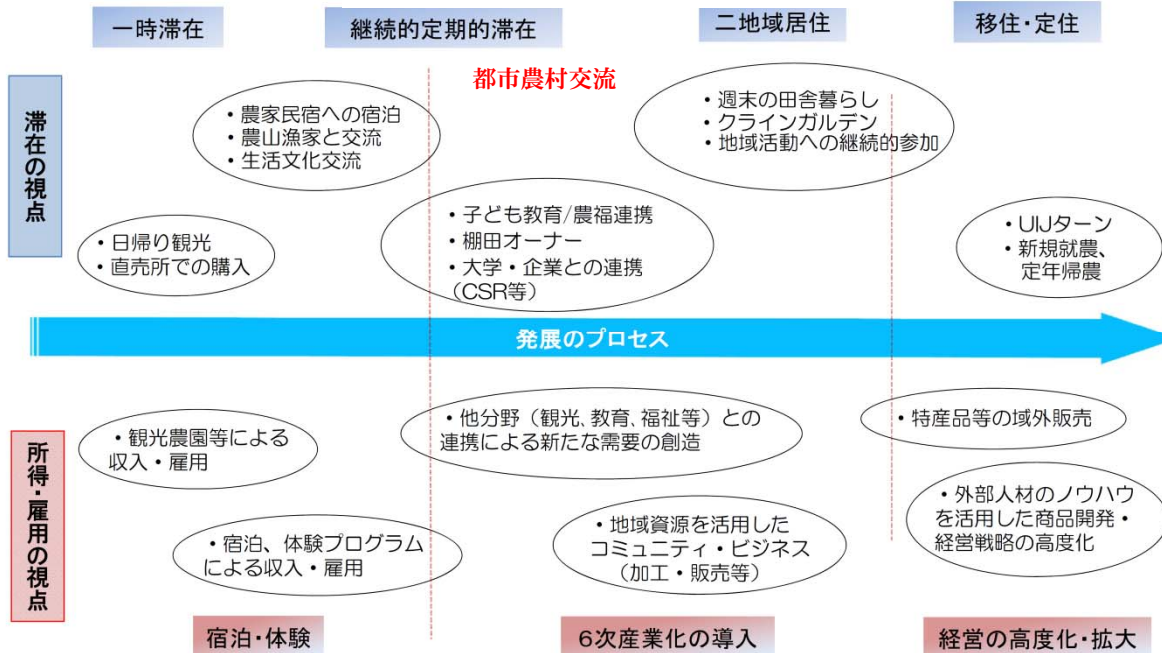 一時滞在
継続的定期的滞在
二地域居住
移住・定住
都市農村交流
滞在の視点
・農家民宿への宿泊
・農山漁家と交流
・生活文化交流
・週末の田舎暮らし
・クラインガルデン
・地域活動への継続的参加
・日帰り観光
・直売所での購入
・子ども教育/農福連携
・棚田オーナー
・大学・企業との連携
（CSR等）
・UIJターン
・新規就農、
定年帰農
発展のプロセス
所得・雇用の視点
・観光農園等による
収入・雇用
・他分野（観光、教育、福祉等）との
連携による新たな需要の創造
・特産品等の域外販売
・宿泊、体験プログラム
による収入・雇用
・地域資源を活用した
コミュニティ・ビジネス
（加工・販売等）
・外部人材のノウハウ
を活用した商品開発・
経営戦略の高度化
宿泊・体験
6次産業化の導入
経営の高度化・拡大